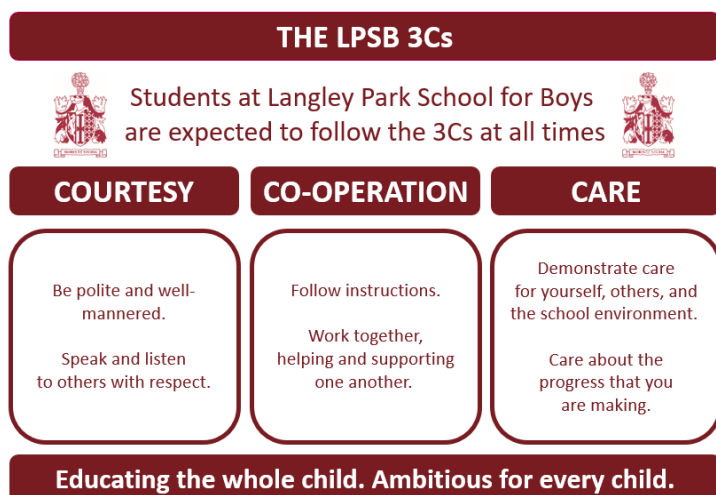 THE LPSB 3Cs
Students at Langley Park School for Boys
are expected to follow the 3Cs at all times
COURTESY
Be polite and well-
mannered.
Speak and listen
to others with respect.
CO-OPERATION
Follow instructions.
Work together,
helping and supporting
one another.
CARE
Demonstrate care
for yourself, others, and
the school environment.
Care about the
progress that you
are making.
Educating the whole child. Ambitious for every child.